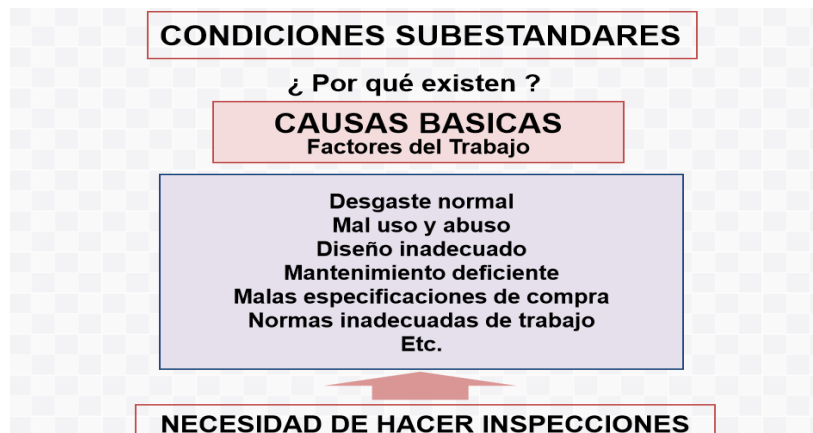 CONDICIONES SUBESTANDARES
¿ Por qué existen ?
CAUSAS BASICAS
Factores del Trabajo
Desgaste normal
Mal uso y abuso
Diseño inadecuado
Mantenimiento deficiente
Malas especificaciones de compra
Normas inadecuadas de trabajo
Etc.
NECESIDAD DE HACER INSPECCIONES